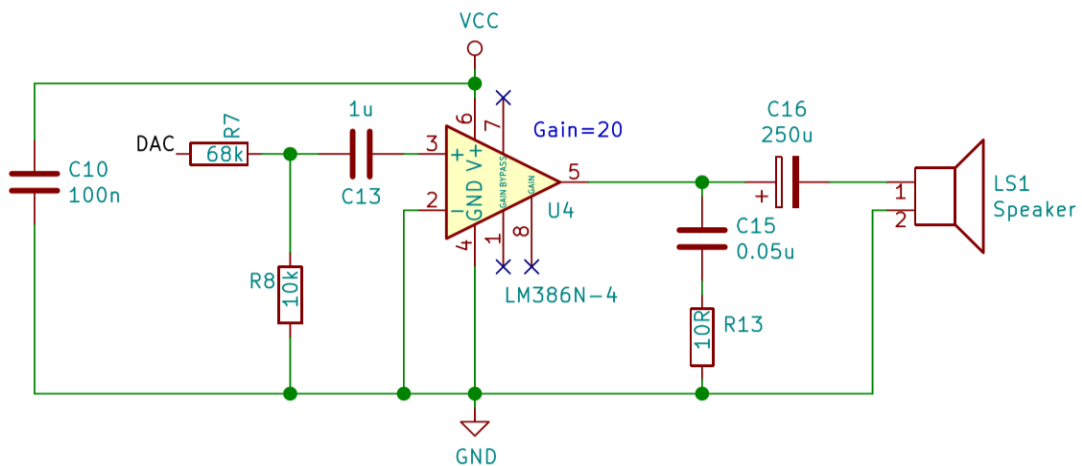 VCC
1u
C16
250u
R7
6
7
Gain=20
DAC
68k
3
+
V+
C10
100n
C13
GND
GAIN
BYPASS
GAIN
5
U4
1
2
LS1
Speaker
2
−
4
1
8
+
C15
0.05u
R8
10k
LM386N-4
10R
R13
GND